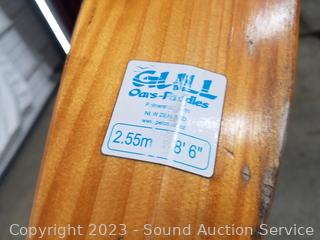 GULL
Oars-Paddles
NEW ZEALAND
2.55m 8' 6"
Copyright 2023 - Sound Auction Service